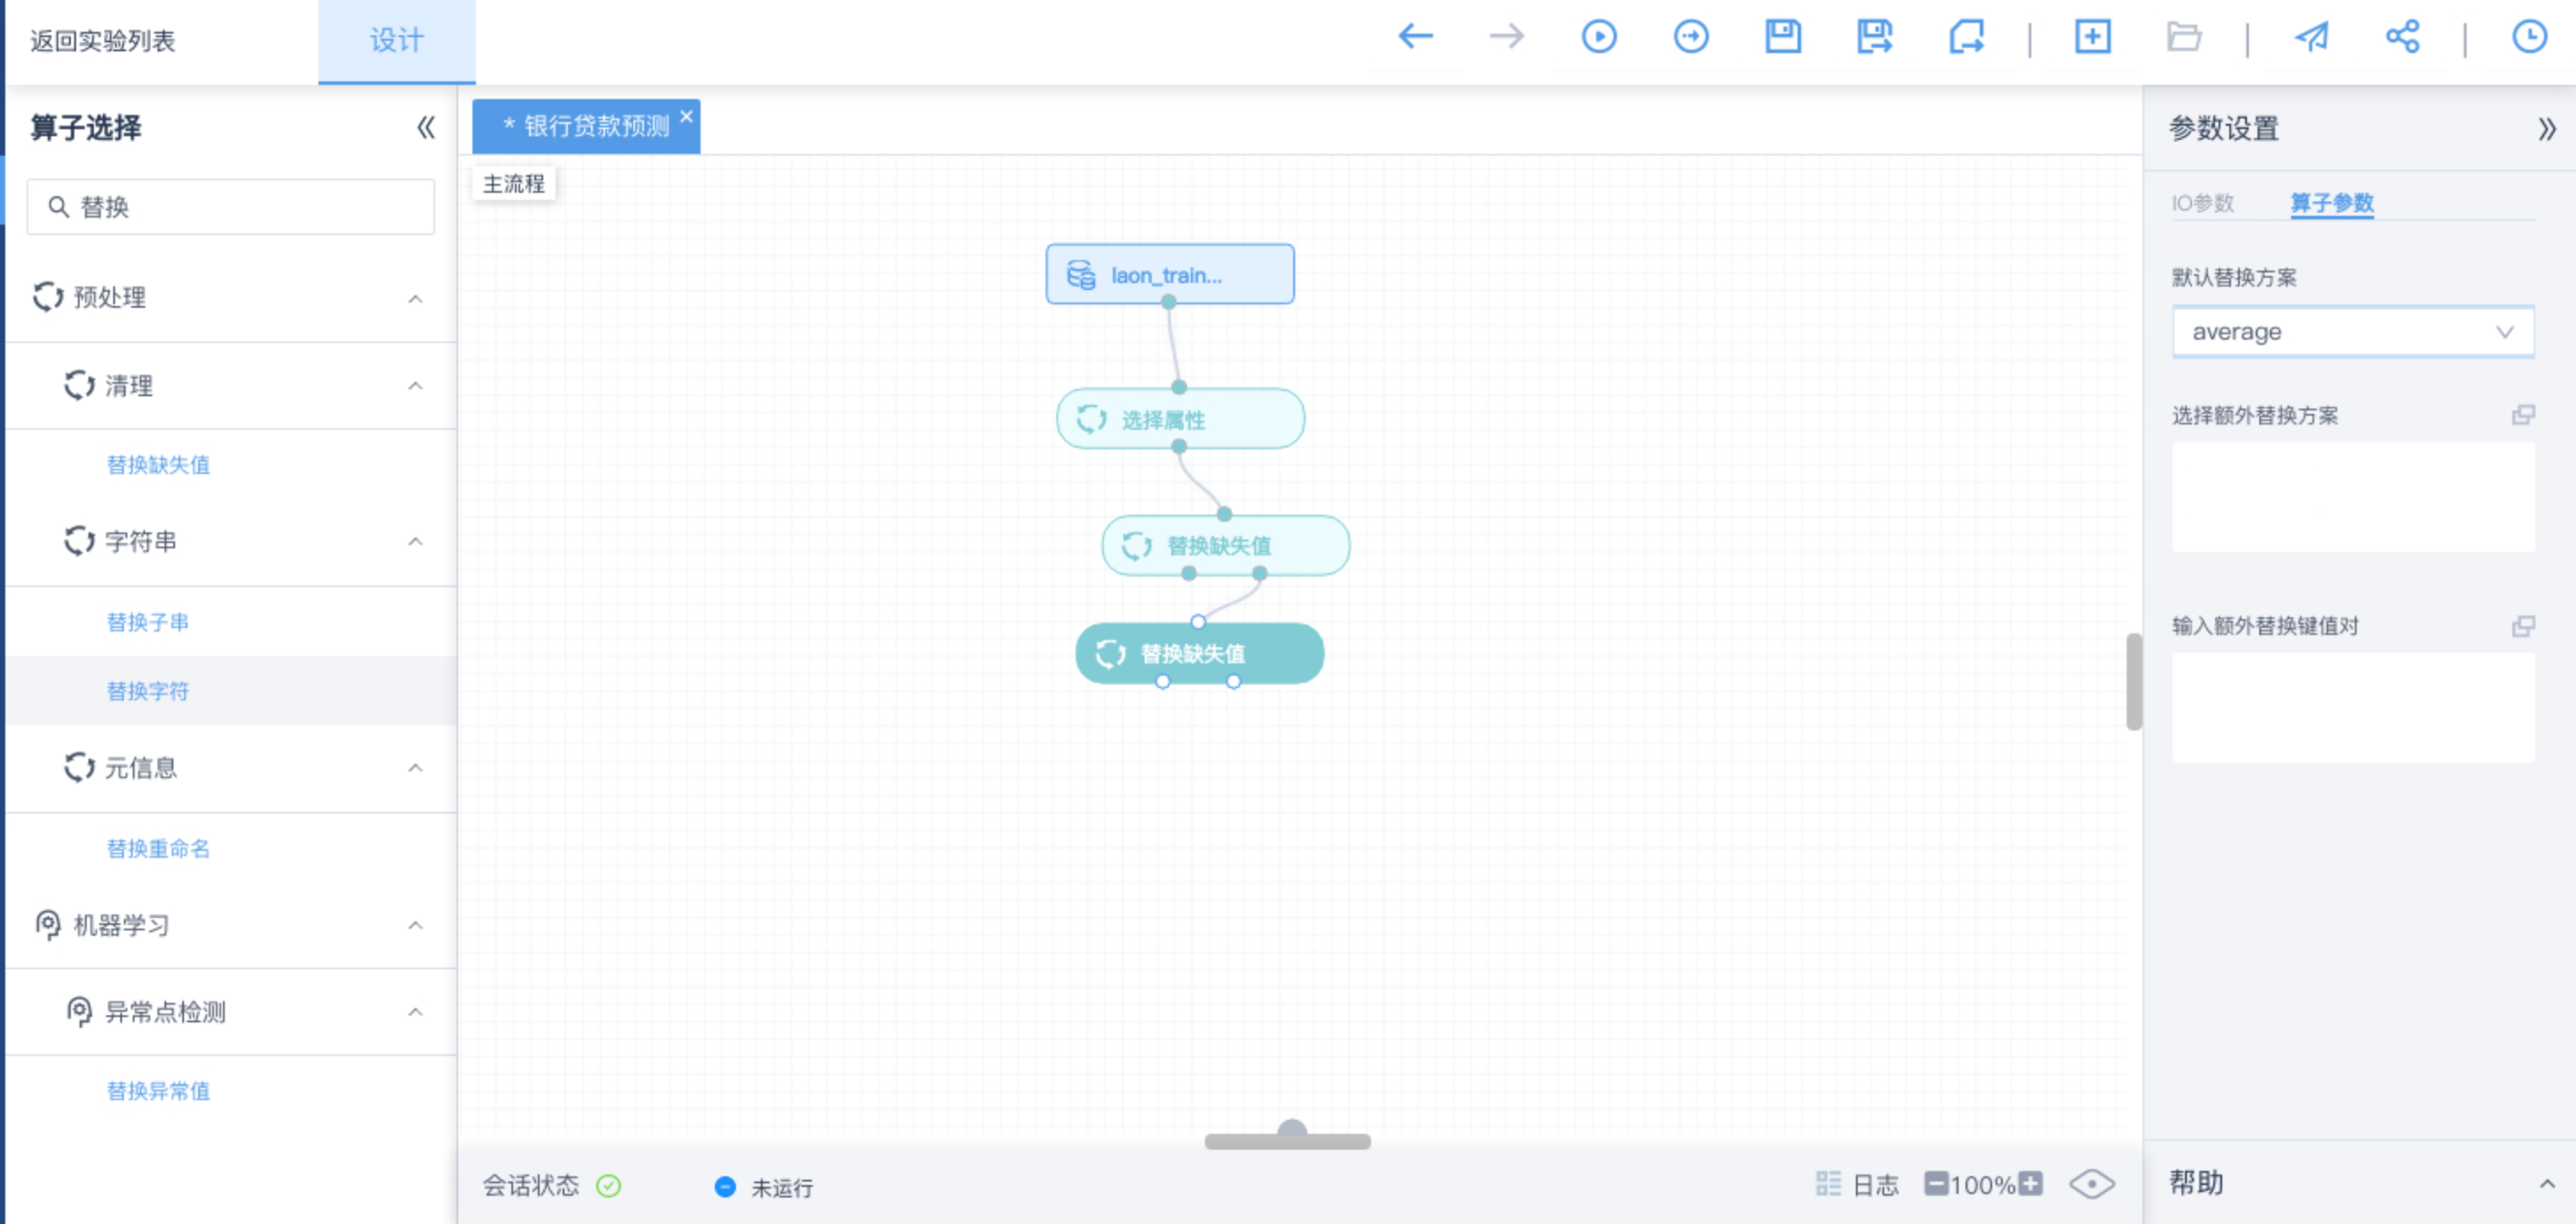 返回实验列表
设计
算子选择
替换
预处理
清理
替换缺失值
字符串
替换子串
替换字符
元信息
替换重命名
机器学习
异常点检测
替换异常值
* 银行贷款预测
主流程
laon_train...
选择属性
替换缺失值
替换缺失值
会话状态
未运行
日志
100%
参数设置
IO参数
算子参数
默认替换方案
average
选择额外替换方案
输入额外替换键值对
帮助